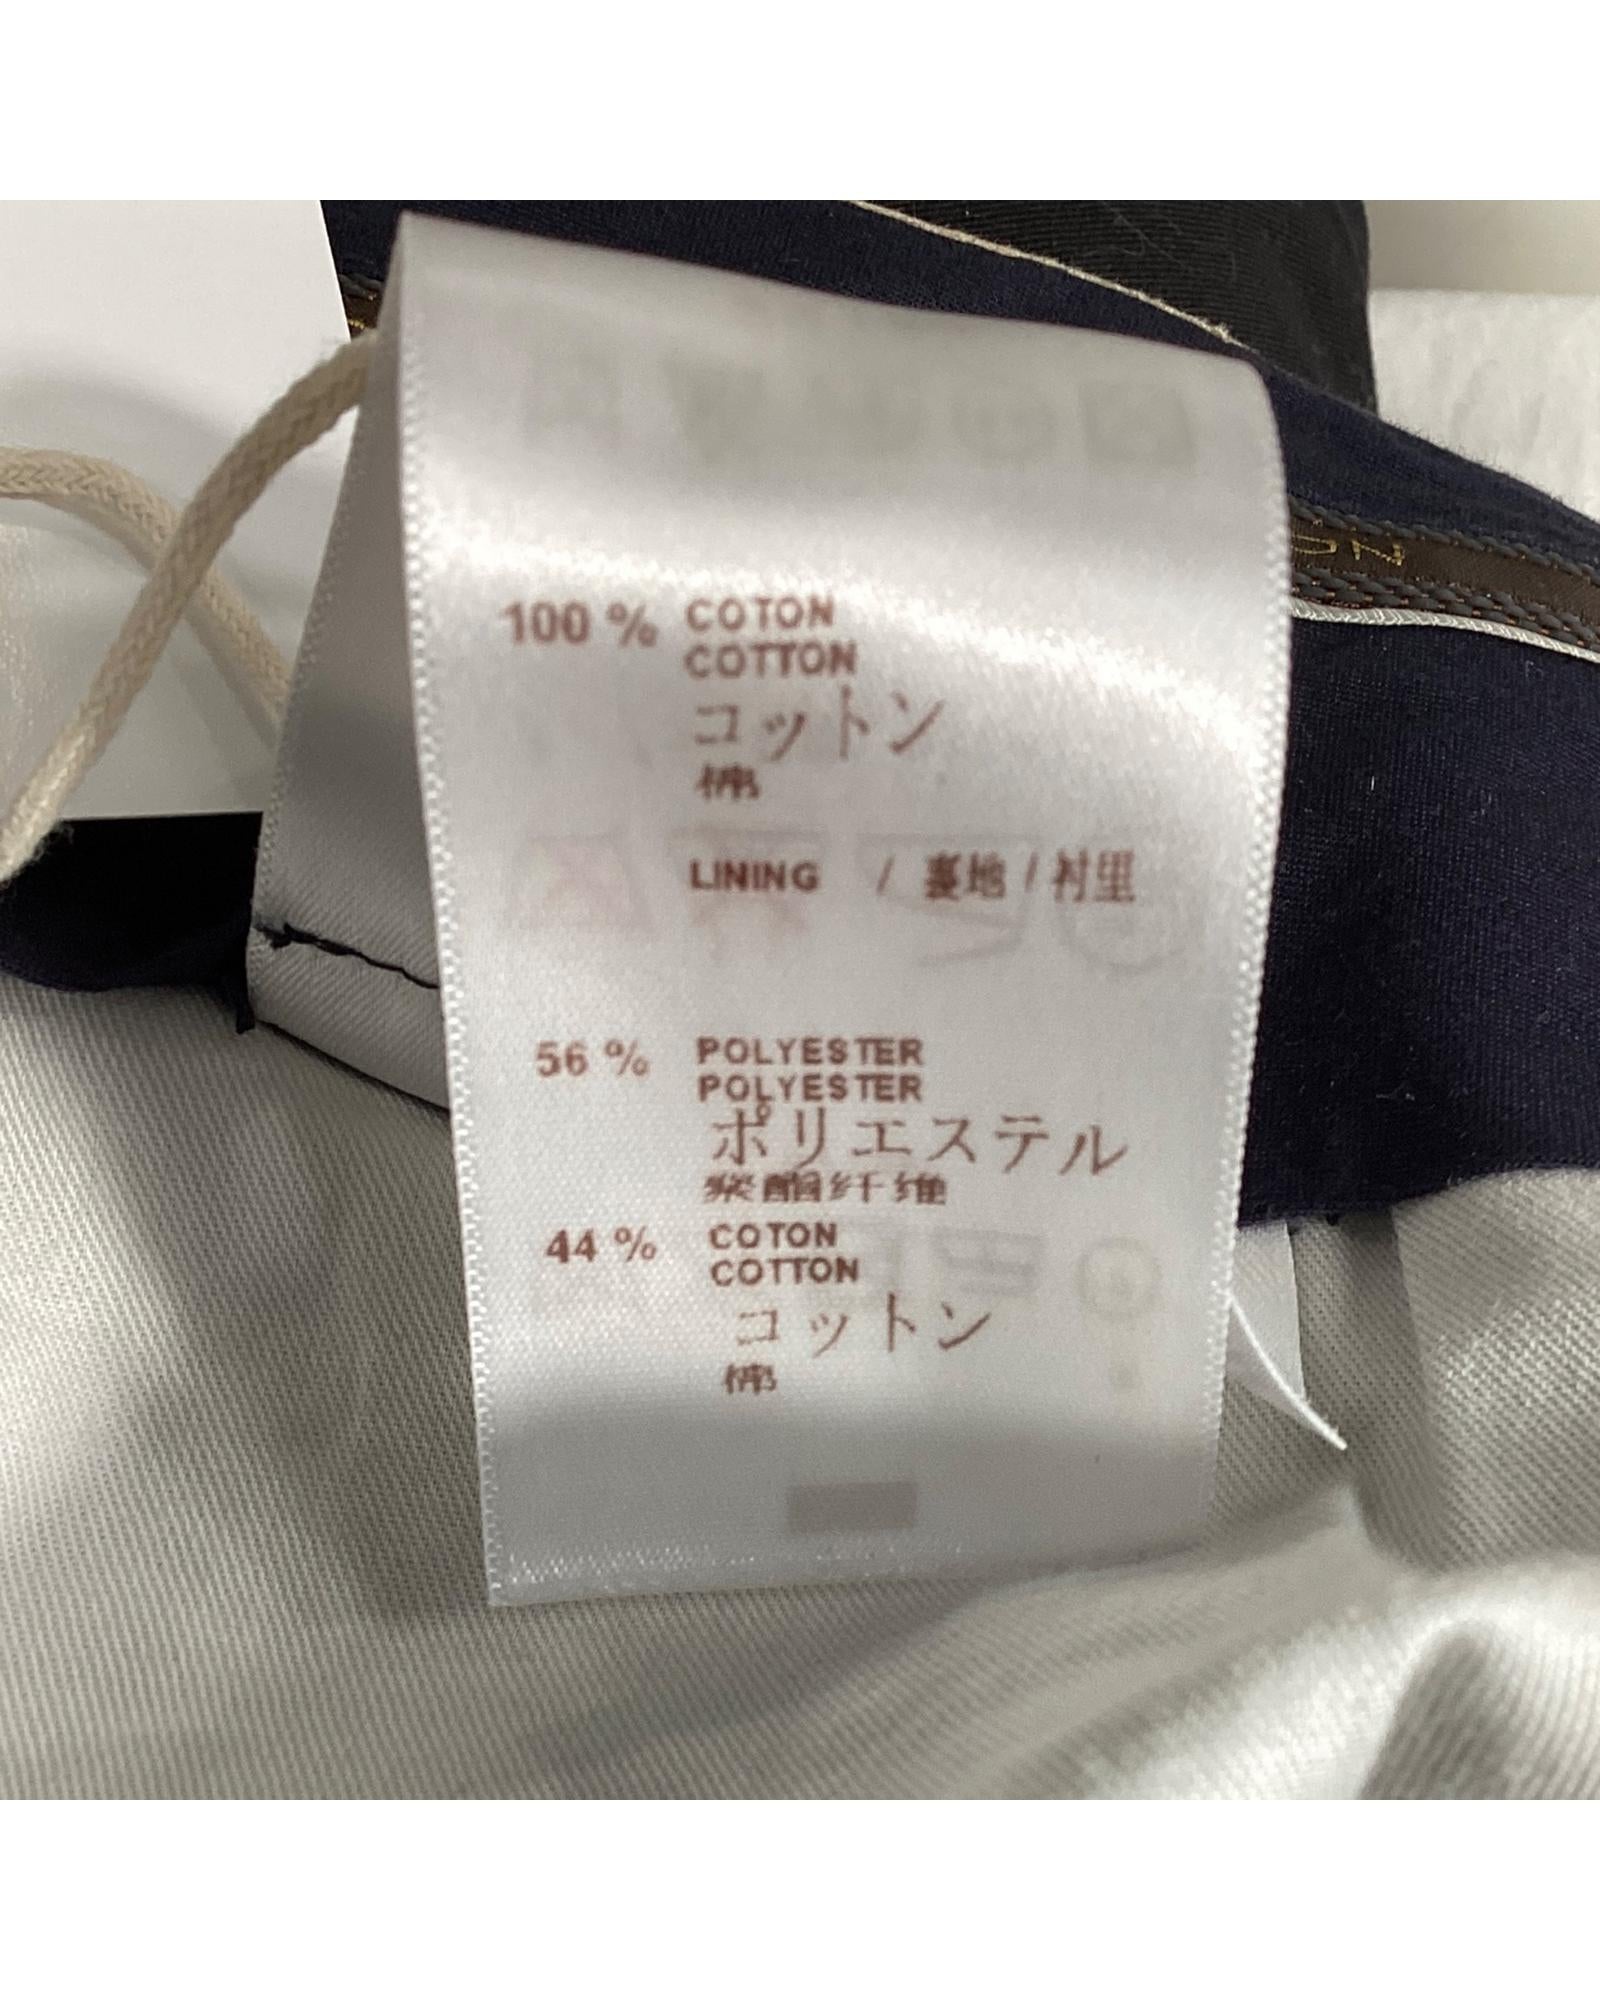 100 % COTON
COTTON
コットン
棉
LINING / 裏地 / 衬里
56 % POLYESTER
POLYESTER
ポリエステル
聚酯纤维
44 % COTON
COTTON
コットン
棉